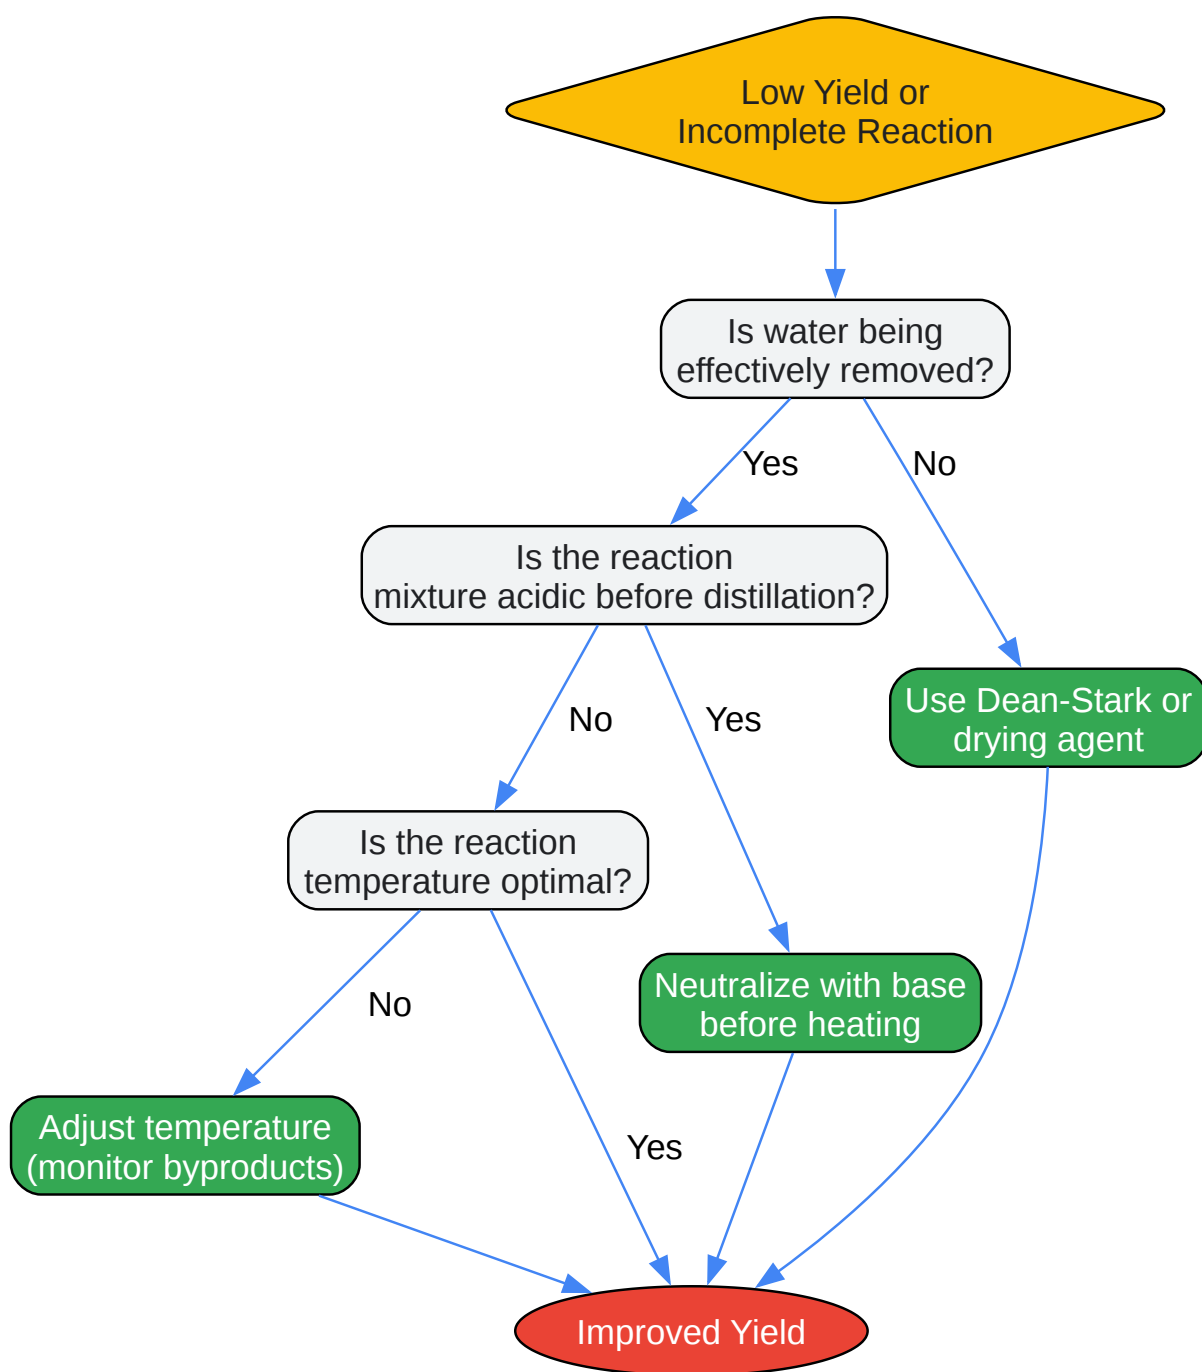 Low Yield or
Incomplete Reaction
Is water being
effectively removed?
Yes
No
Is the reaction
mixture acidic before distillation?
Use Dean-Stark or
drying agent
No
Yes
Is the reaction
temperature optimal?
Neutralize with base
before heating
No
Yes
Adjust temperature
(monitor byproducts)
Improved Yield